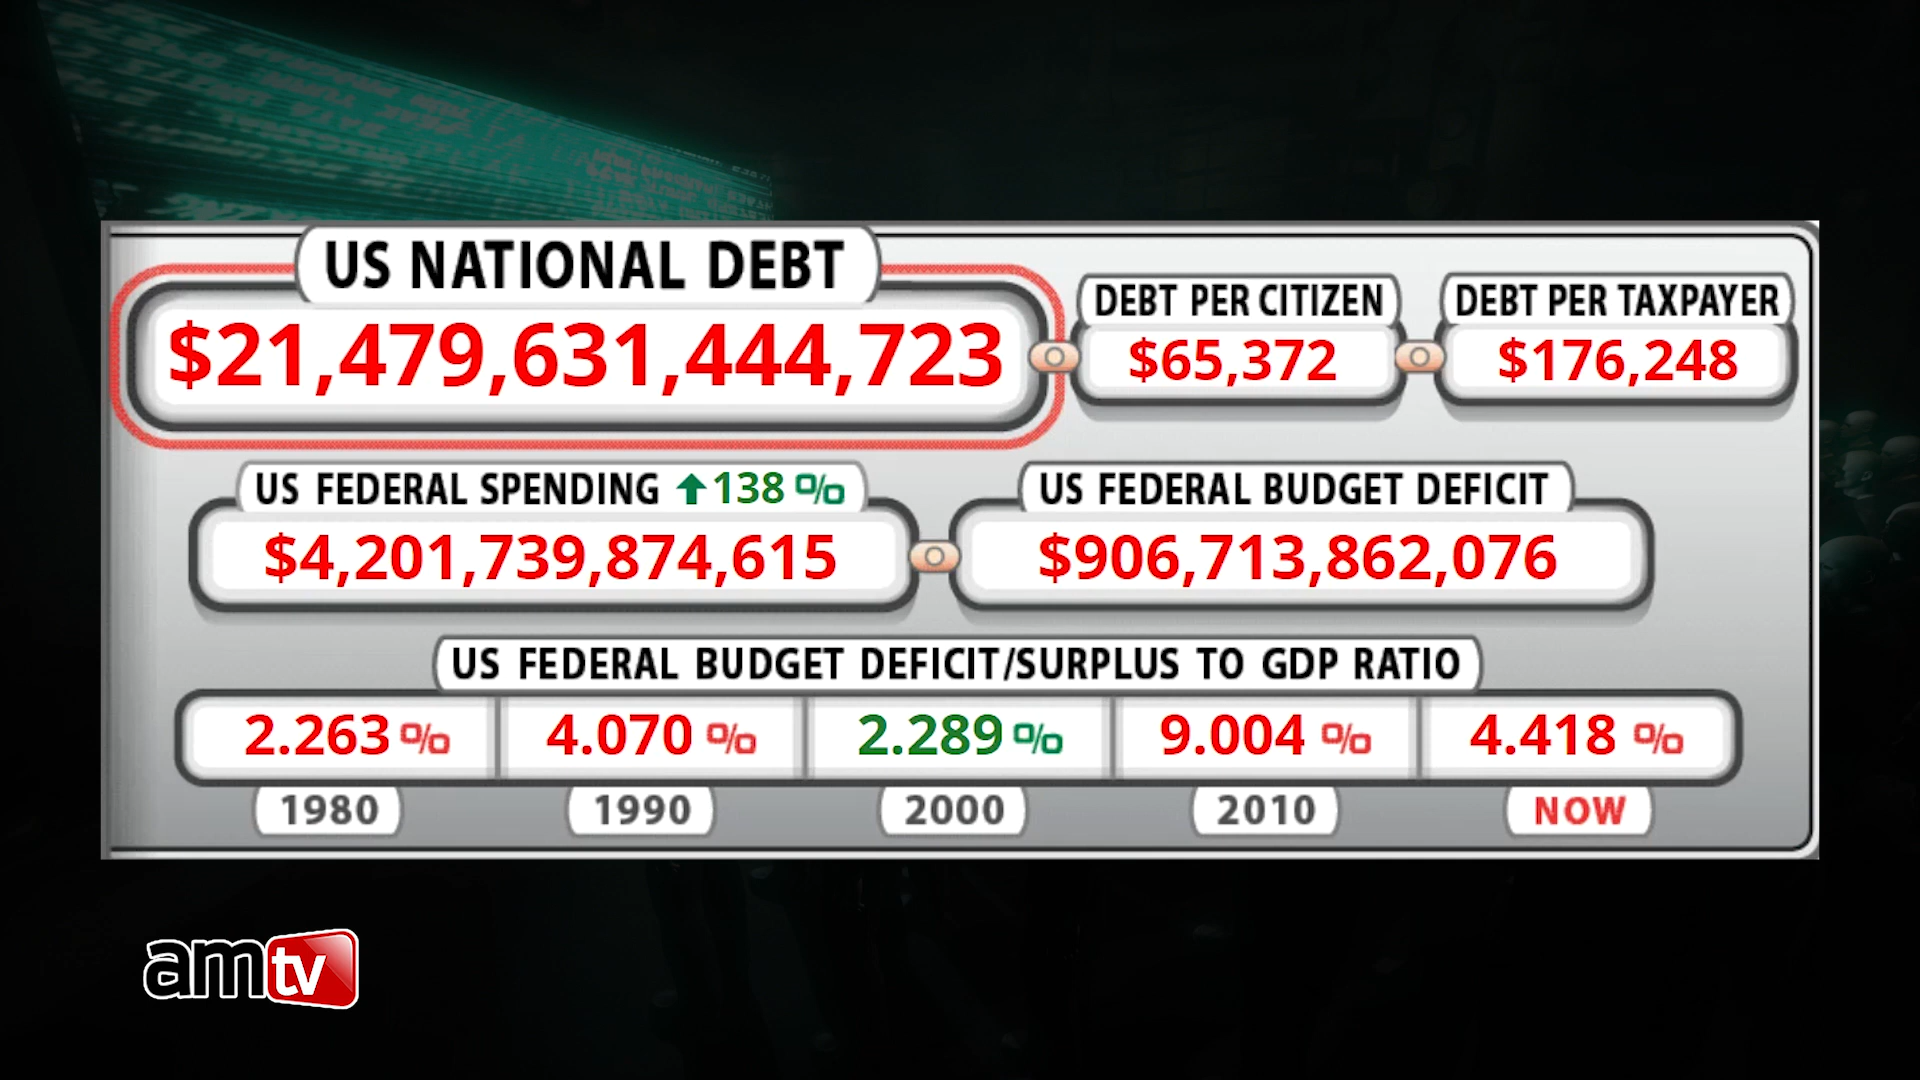 US NATIONAL DEBT
$21,479,631,444,723
DEBT PER CITIZEN
$65,372
DEBT PER TAXPAYER
$176,248
US FEDERAL SPENDING ↑138 %
$4,201,739,874,615
US FEDERAL BUDGET DEFICIT
$906,713,862,076
US FEDERAL BUDGET DEFICIT/SURPLUS TO GDP RATIO
2.263 % 4.070 % 2.289 % 9.004 % 4.418 %
1980 1990 2000 2010 NOW
amtv